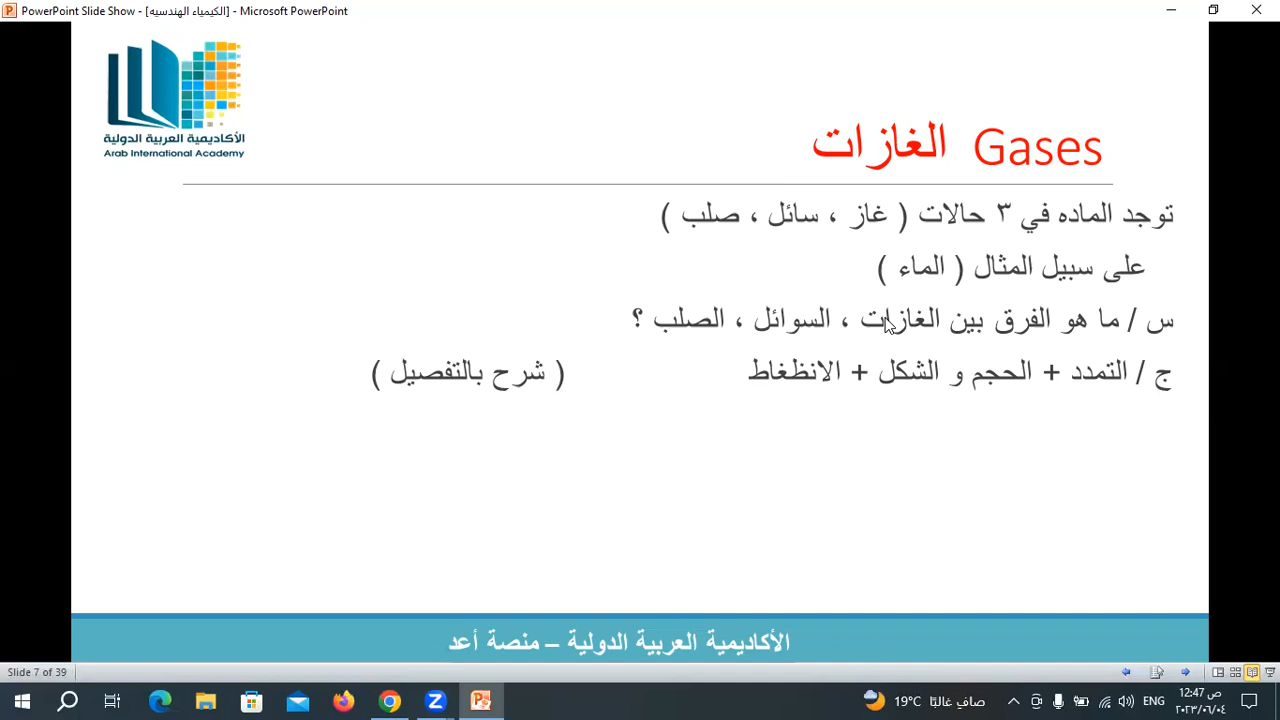 PowerPoint Slide Show - [الكيمياء الهندسيه] - Microsoft PowerPoint
الأكاديمية العربية الدولية
Arab International Academy
Gases الغازات
توجد الماده في ٣ حالات ( غاز ، سائل ، صلب )
على سبيل المثال ( الماء )
س / ما هو الفرق بين الغازات ، السوائل ، الصلب ؟
ج / التمدد + الحجم و الشكل + الانظغاط ( شرح بالتفصيل )
الأكاديمية العربية الدولية – منصة أعد
Slide 7 of 39
19°C صافي غالبًا ENG 12:47 ص
٢٠٢٣/٠٦/٠٤